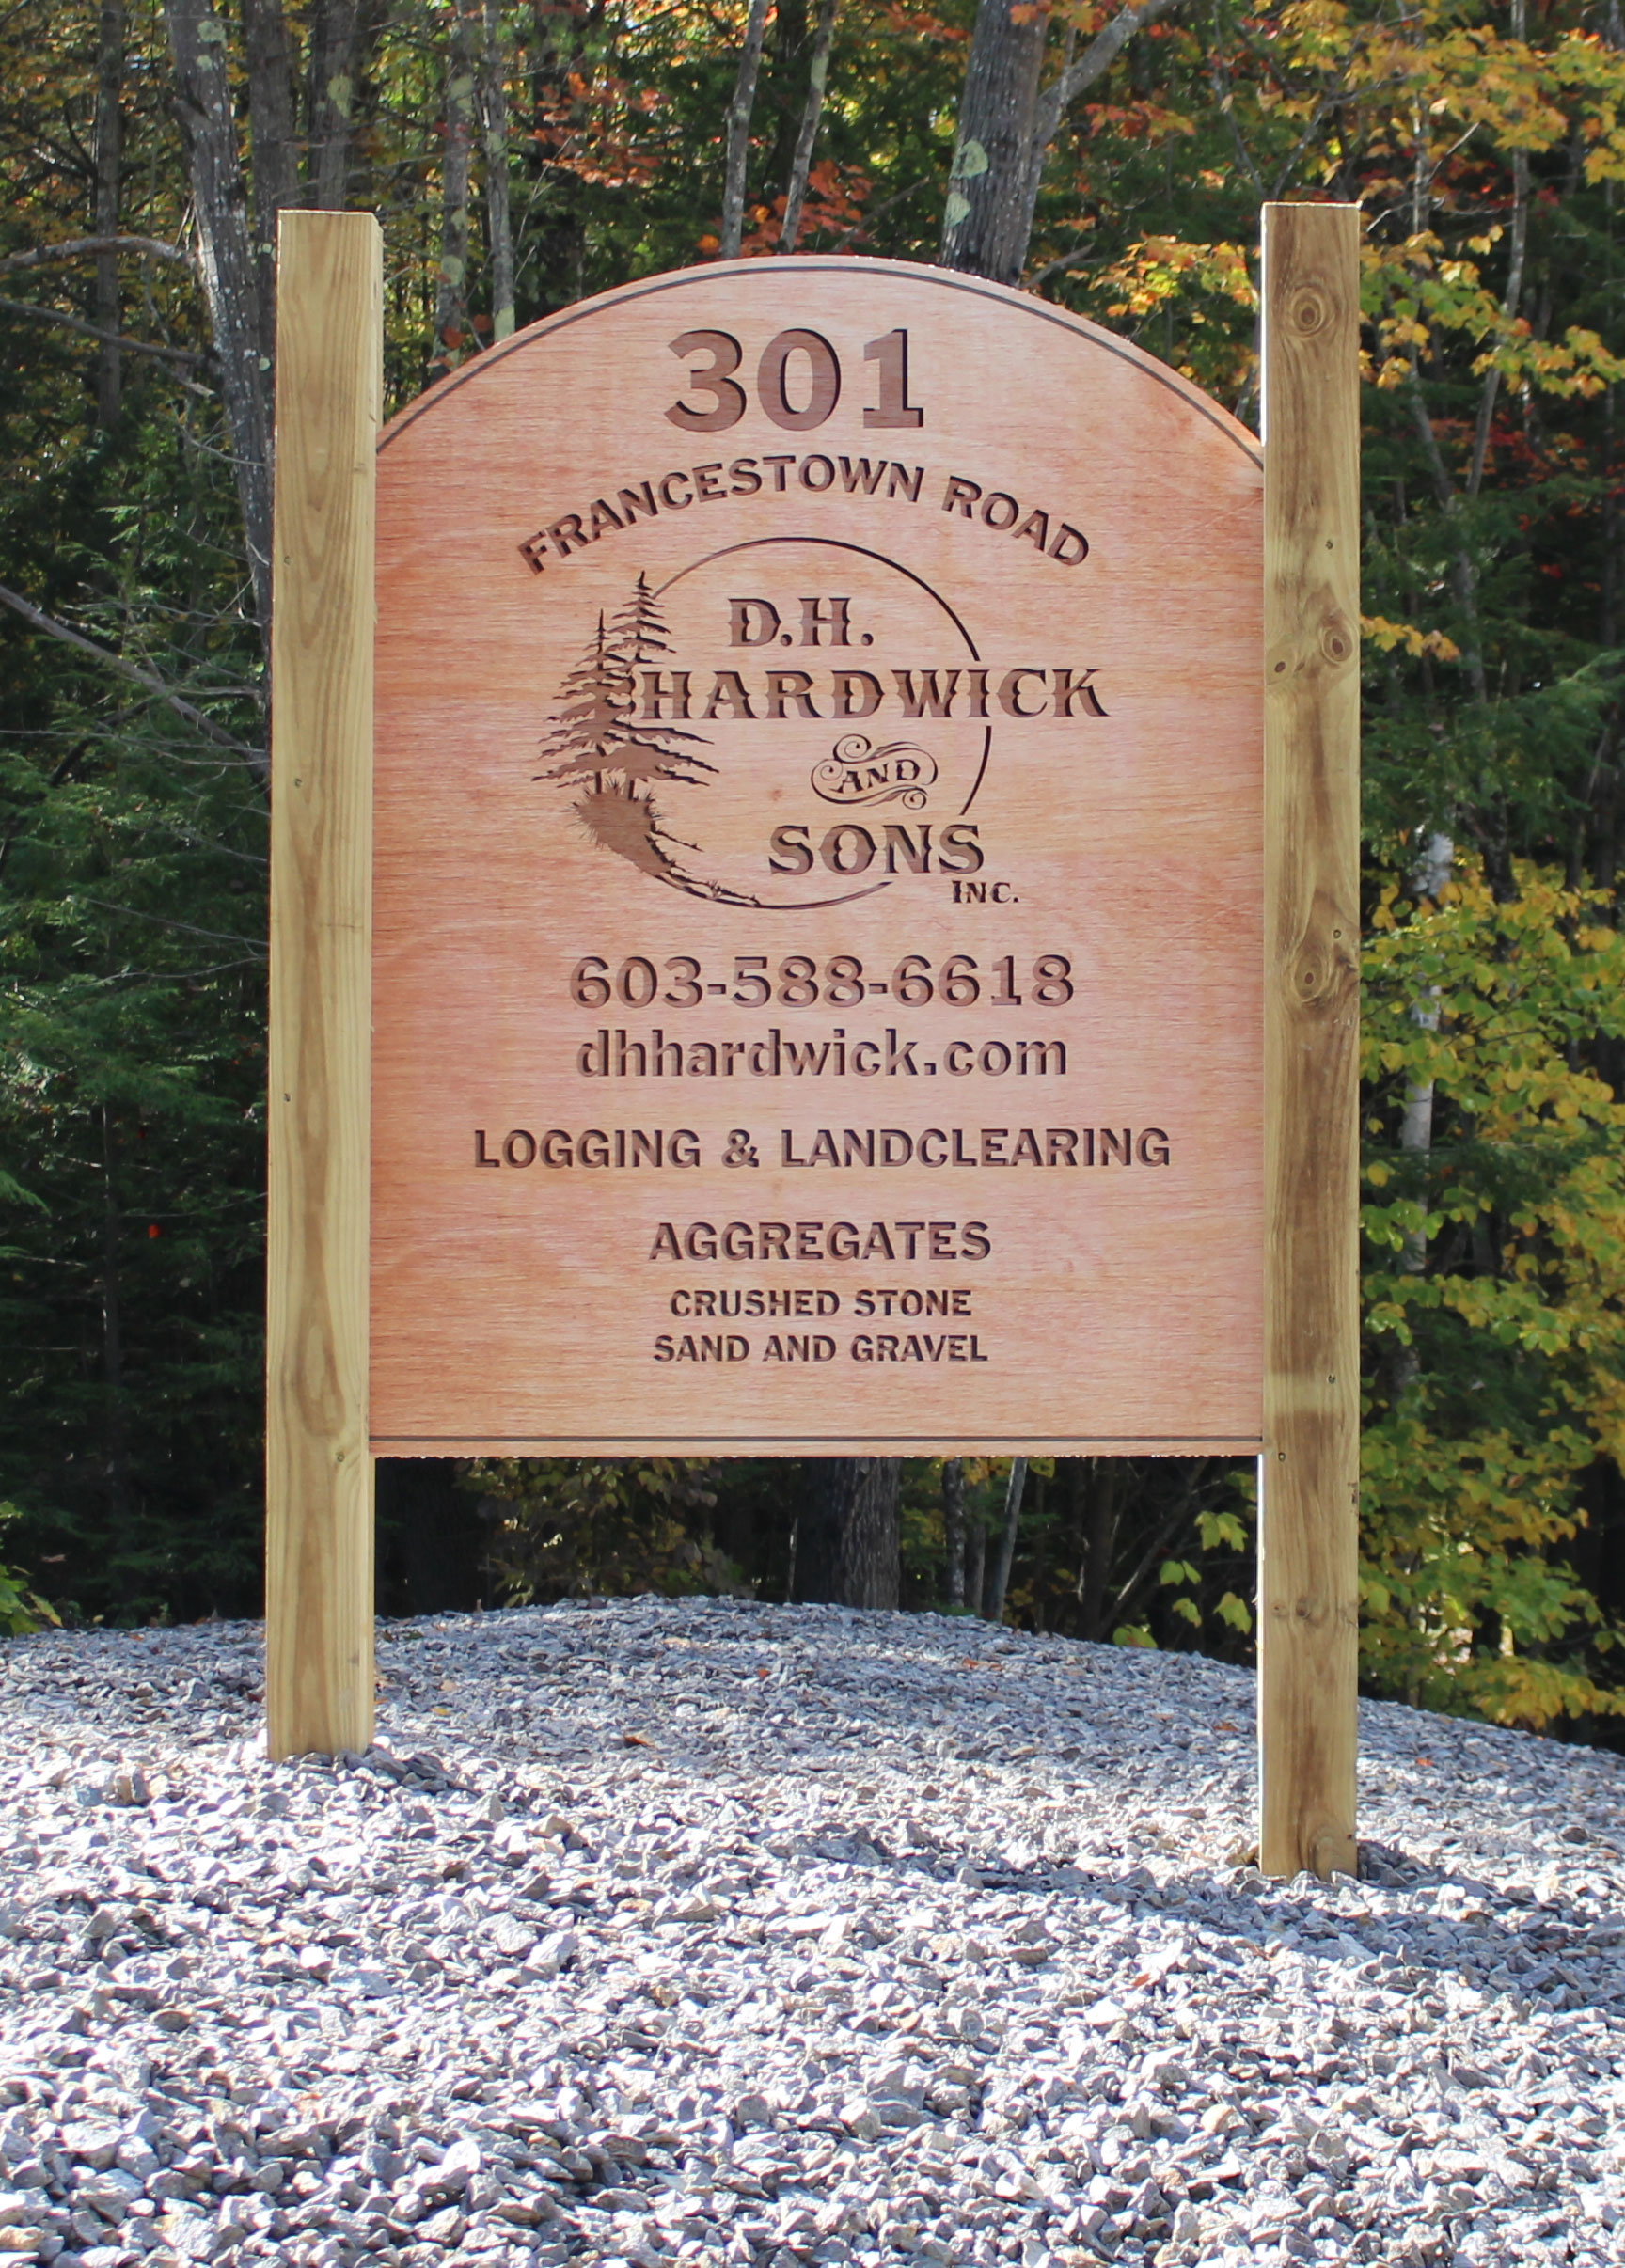 301
FRANCESTOWN ROAD
D.H.
HARDWICK
AND
SONS
INC.
603-588-6618
dhhardwick.com
LOGGING & LANDCLEARING
AGGREGATES
CRUSHED STONE
SAND AND GRAVEL